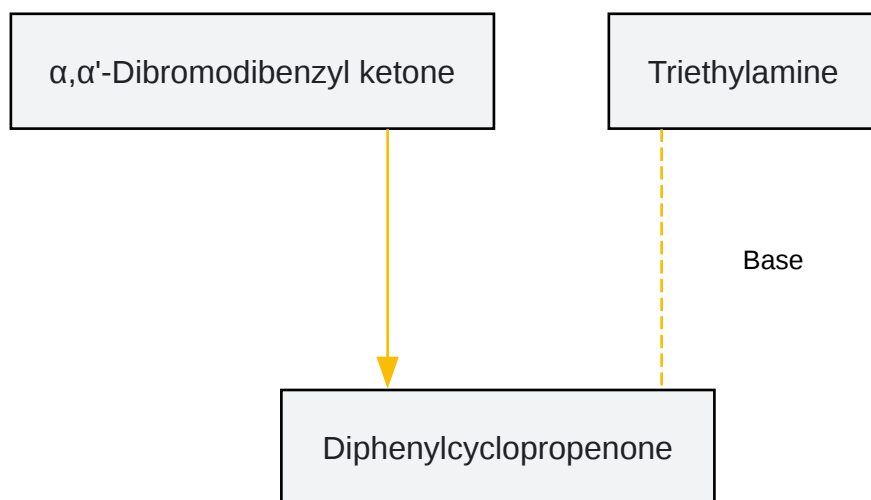 α,α'-Dibromodibenzyl ketone
Triethylamine
Base
Diphenylcyclopropenone